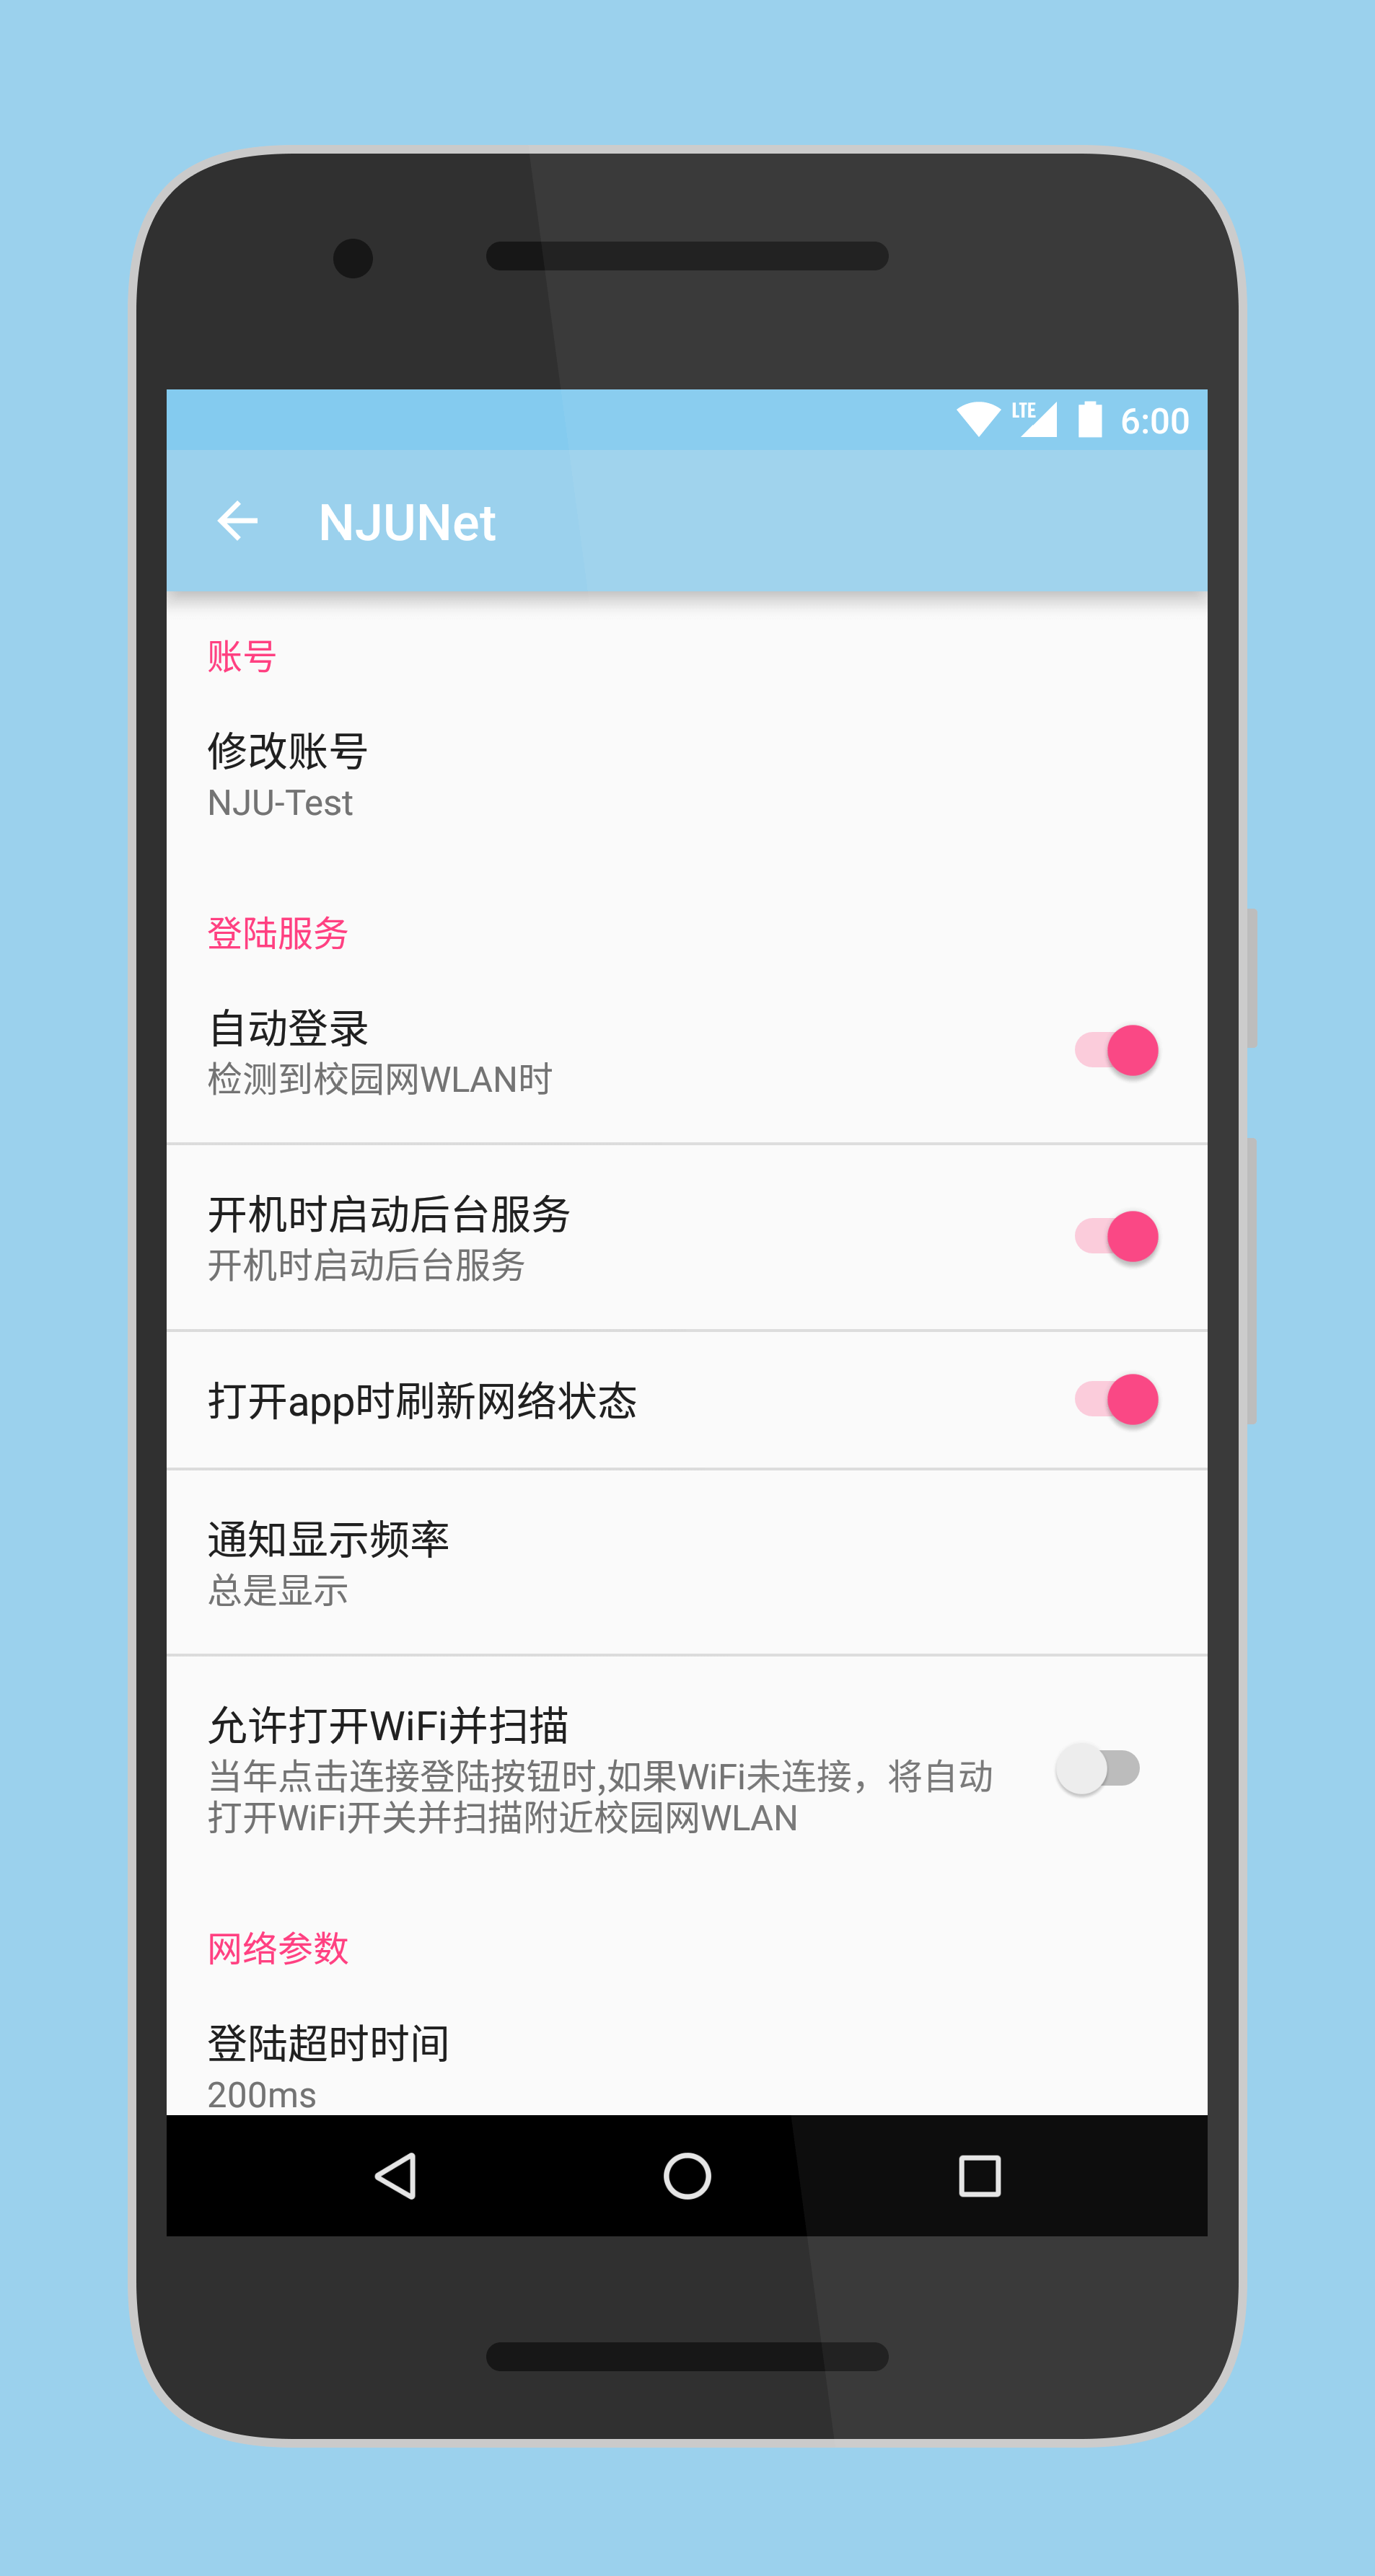 LTE 6:00
NJUNet
账号
修改账号
NJU-Test
登陆服务
自动登录
检测到校园网WLAN时
开机时启动后台服务
开机时启动后台服务
打开app时刷新网络状态
通知显示频率
总是显示
允许打开WiFi并扫描
当年点击连接登陆按钮时,如果WiFi未连接，将自动
打开WiFi开关并扫描附近校园网WLAN
网络参数
登陆超时时间
200ms